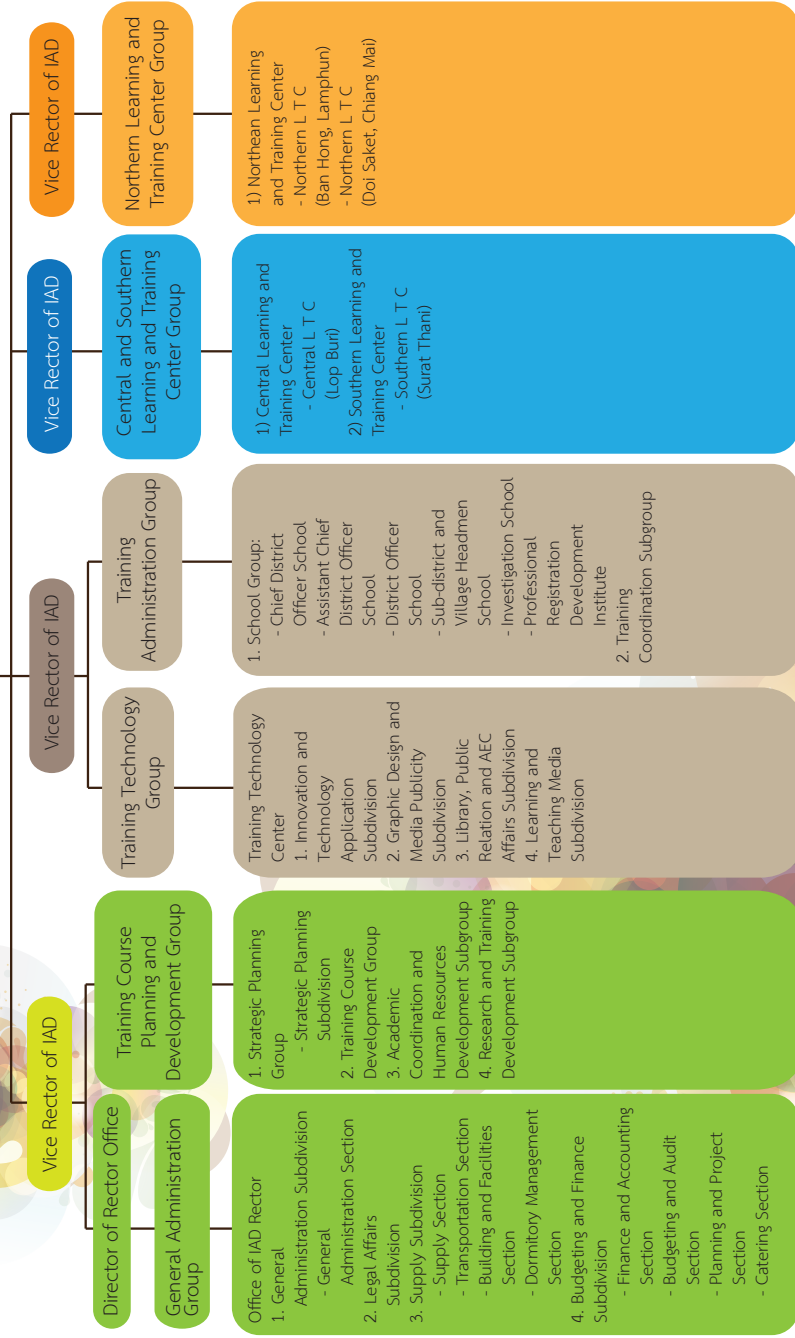 Vice Rector of IAD
Director of Rector Office
General Administration
Group
Office of IAD Rector
1. General
Administration Subdivision
- General
Administration Section
2. Legal Affairs
Subdivision
3. Supply Subdivision
- Supply Section
- Transportation Section
- Building and Facilities
Section
- Dormitory Management
Section
4. Budgeting and Finance
Subdivision
- Finance and Accounting
Section
- Budgeting and Audit
Section
- Planning and Project
Section
- Catering Section
Training Course
Planning and
Development Group
1. Strategic Planning
Group
- Strategic Planning
Subdivision
2. Training Course
Development Group
3. Academic
Coordination and
Human Resources
Development Subgroup
4. Research and Training
Development Subgroup
Vice Rector of IAD
Training Technology
Group
Training Technology
Center
1. Innovation and
Technology
Application
Subdivision
2. Graphic Design and
Media Publicity
Subdivision
3. Library, Public
Relation and AEC
Affairs Subdivision
4. Learning and
Teaching Media
Subdivision
Training
Administration Group
1. School Group:
- Chief District
Officer School
- Assistant Chief
District Officer
School
- District Officer
School
- Sub-district and
Village Headmen
School
- Investigation School
- Professional
Registration
Development
Institute
2. Training
Coordination Subgroup
Vice Rector of IAD
Central and Southern
Learning and Training
Center Group
1) Central Learning and
Training Center
- Central L T C
(Lop Buri)
2) Southern Learning and
Training Center
- Southern L T C
(Surat Thani)
Vice Rector of IAD
Northern Learning and
Training Center Group
1) Northean Learning
and Training Center
- Northern L T C
(Ban Hong, Lamphun)
- Northern L T C
(Doi Saket, Chiang Mai)